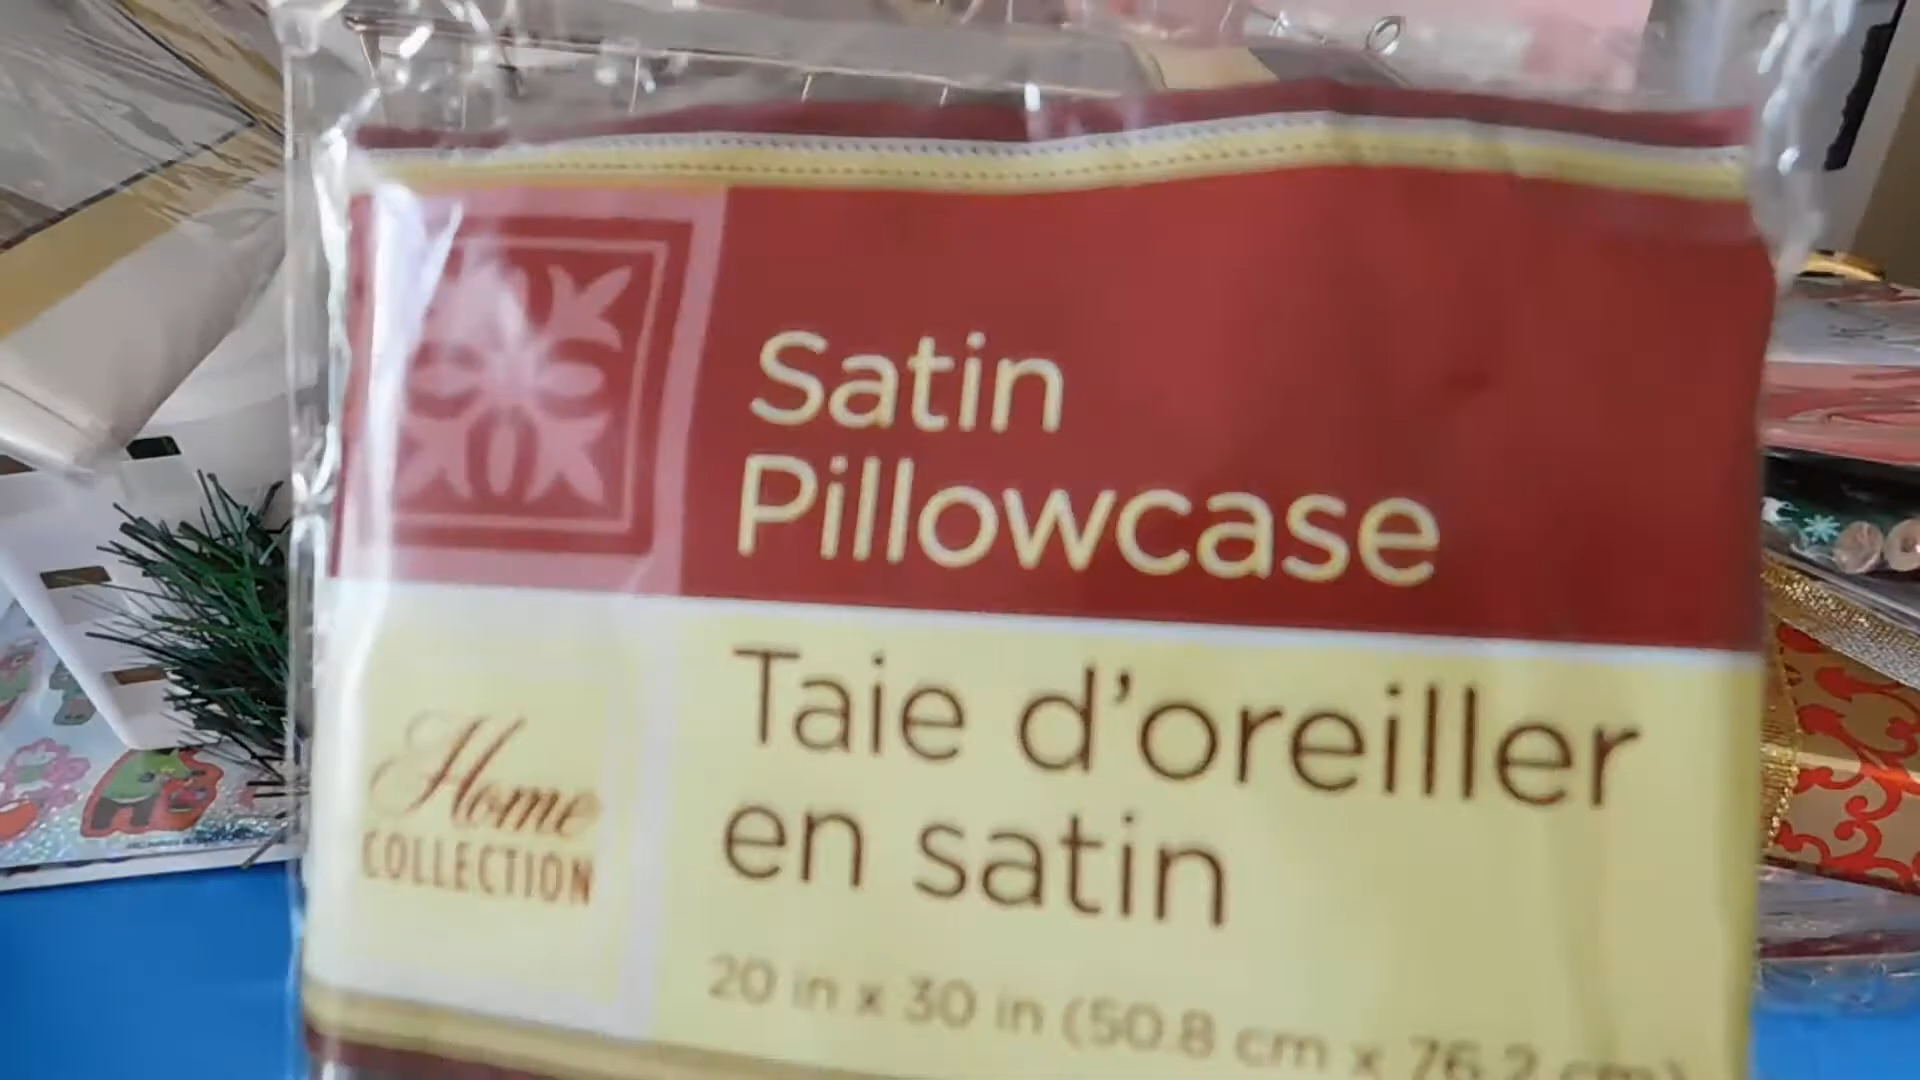 Satin
Pillowcase
Taie d'oreiller
en satin
Home
COLLECTION
20 in x 30 in (50.8 cm x 76.2 cm)